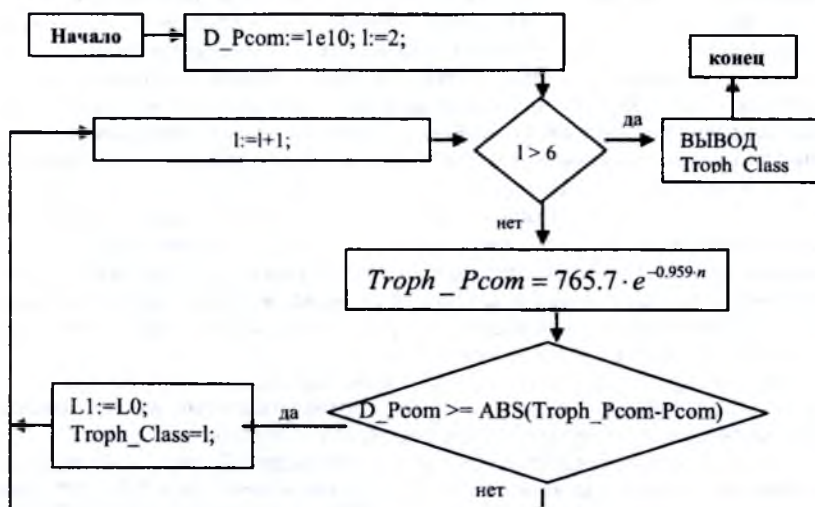 Начало
D_Pcom:=1e10; l:=2;
конец
l:=l+1;
l > 6
да
ВЫВОД
Troph_Class
нет
Troph_Pcom = 765.7 · e^{-0.959·n}
D_Pcom >= ABS(Troph_Pcom-Pcom)
да
L1:=L0;
Troph_Class=l;
нет